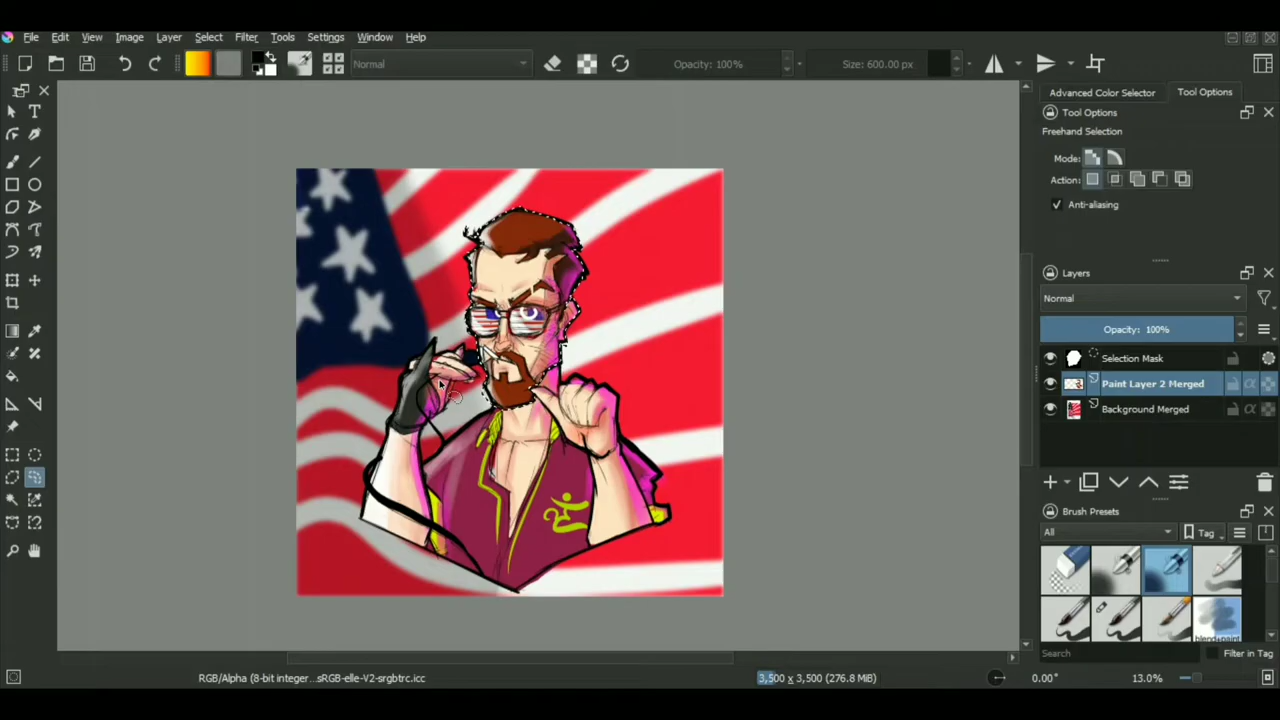 File Edit View Image Layer Select Filter Tools Settings Window Help
Normal Opacity: 100% Size: 600.00 px
Advanced Color Selector Tool Options
Tool Options
Freehand Selection
Mode:
Action:
Anti-aliasing
Layers
Normal
Opacity: 100%
Selection Mask
Paint Layer 2 Merged
Background Merged
Brush Presets
All Tag
blend+paint
Search Filter in Tag
RGB/Alpha (8-bit integer ...sRGB-elle-V2-srgbtrc.icc 3,500 x 3,500 (276.8 MiB) 0.00° 13.0%